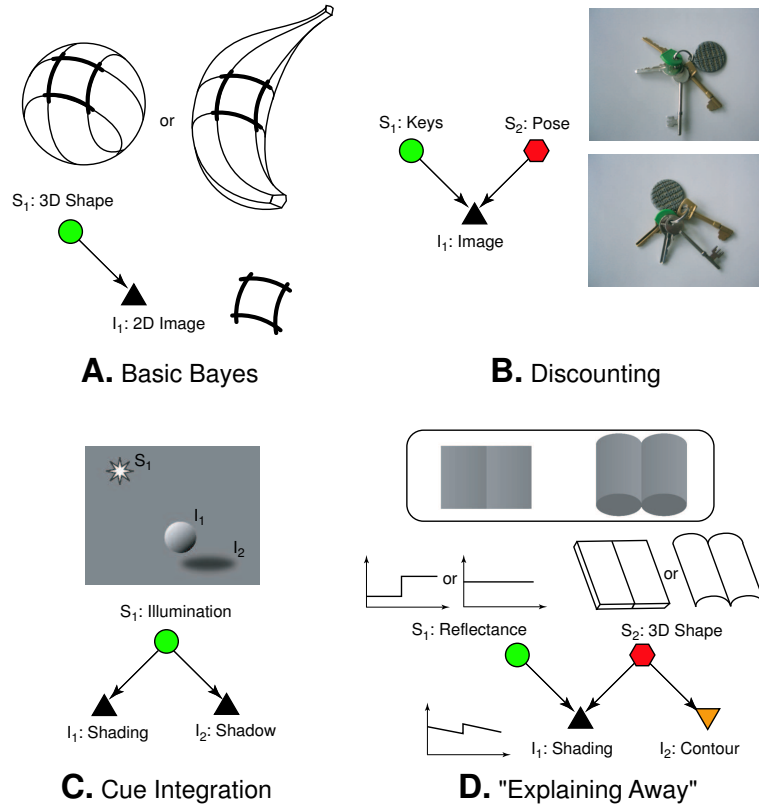 or
S₁: 3D Shape
I₁: 2D Image
A. Basic Bayes
S₁: Keys
S₂: Pose
I₁: Image
B. Discounting
S₁
I₁
I₂
S₁: Illumination
I₁: Shading
I₂: Shadow
C. Cue Integration
or
or
S₁: Reflectance
S₂: 3D Shape
I₁: Shading
I₂: Contour
D. "Explaining Away"